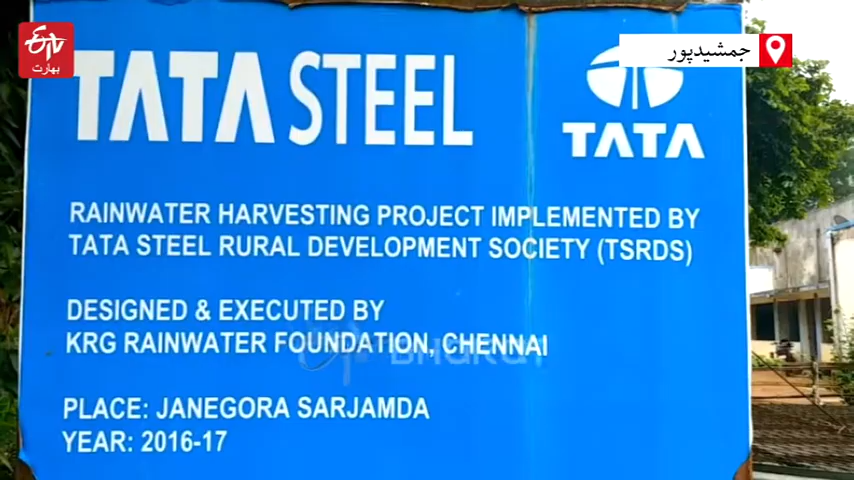 ETV
بھارت
جمشیدپور
TATA STEEL
TATA
RAINWATER HARVESTING PROJECT IMPLEMENTED BY
TATA STEEL RURAL DEVELOPMENT SOCIETY (TSRDS)
DESIGNED & EXECUTED BY
KRG RAINWATER FOUNDATION, CHENNAI
Bharat
PLACE: JANEGORA SARJAMDA
YEAR: 2016-17